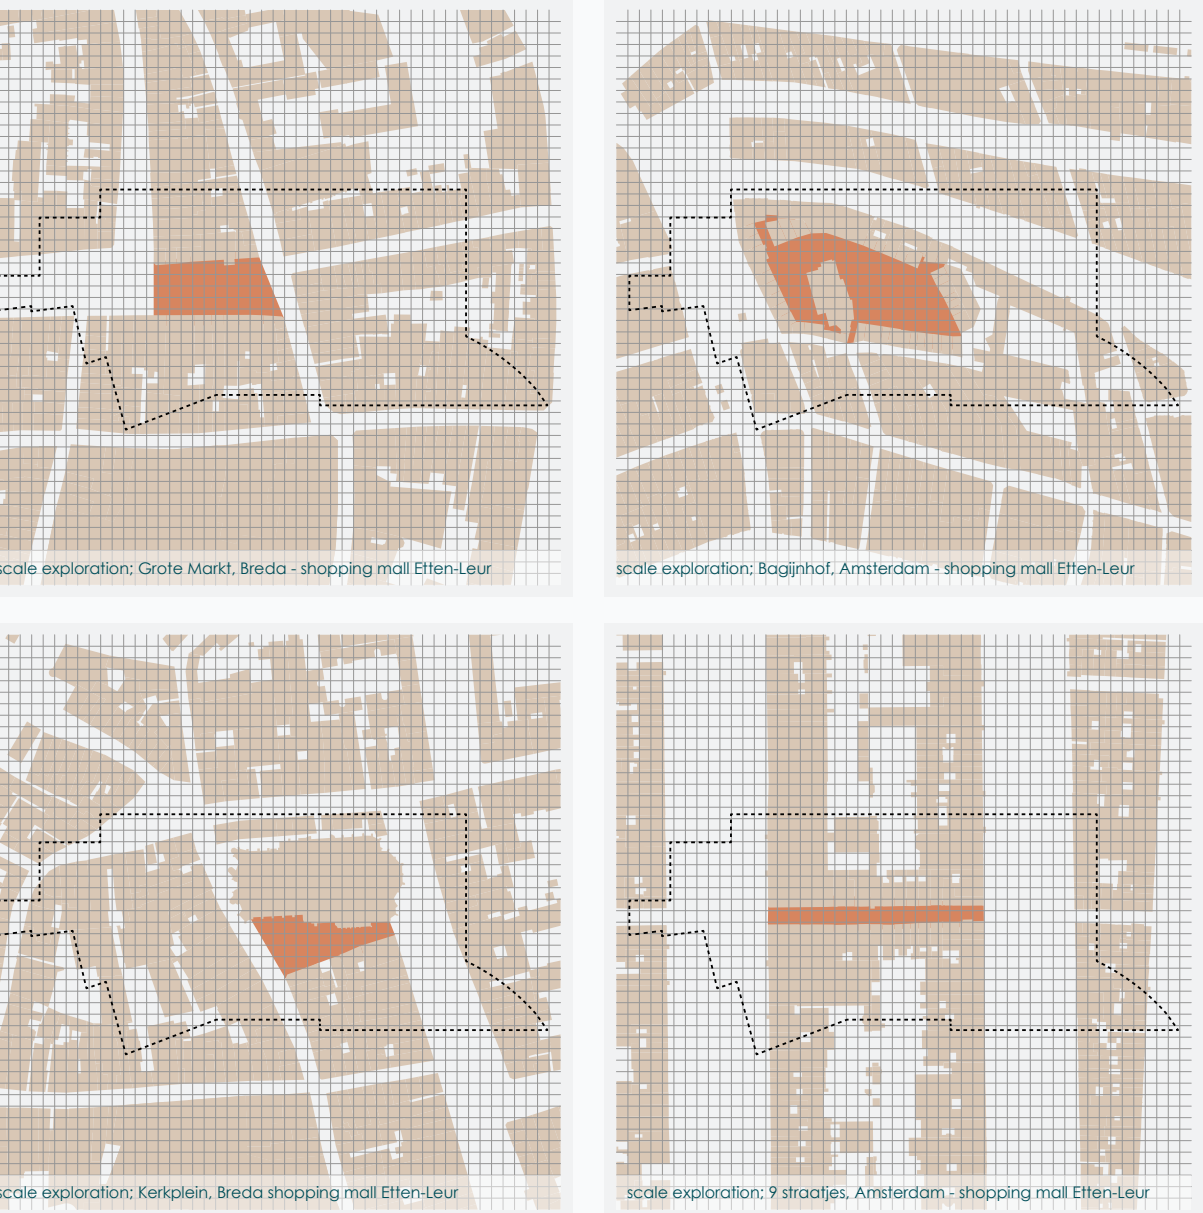 scale exploration; Grote Markt, Breda - shopping mall Etten-Leur
scale exploration; Bagijnhof, Amsterdam - shopping mall Etten-Leur
scale exploration; Kerkplein, Breda shopping mall Etten-Leur
scale exploration; 9 straatjes, Amsterdam - shopping mall Etten-Leur